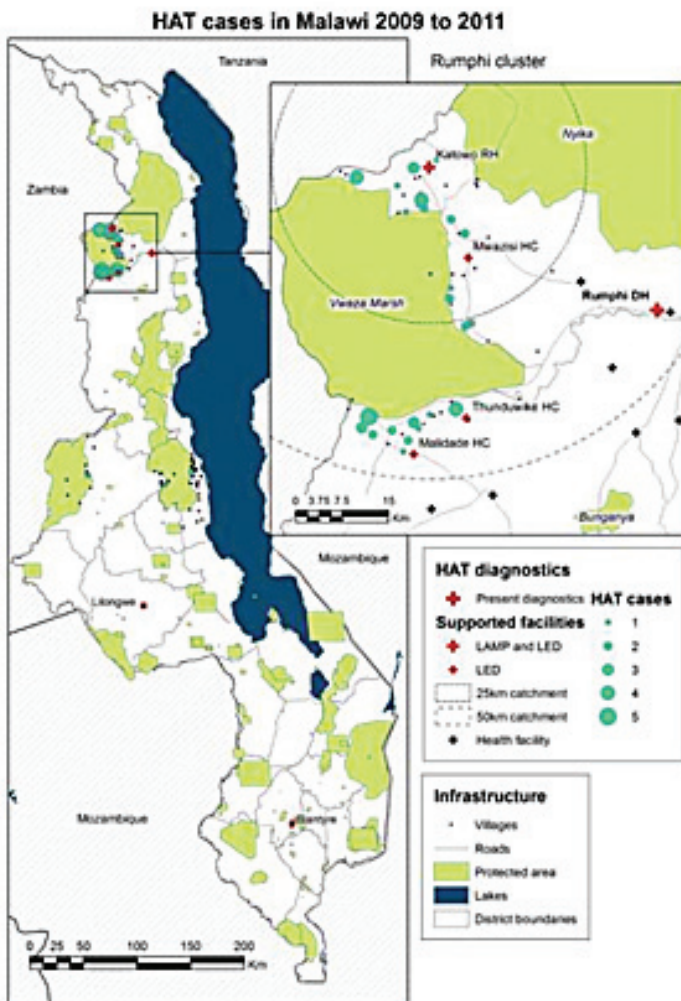 HAT cases in Malawi 2009 to 2011
Tanzania
Rumphi cluster
Zambia
Nyika
Katowo RH
Mwazisi HC
Vwaza Marsh
Rumphi DH
Thunduwike HC
Malidade HC
0 3.75 7.5 15
Km
Bunganya
Mozambique
Lilongwe
Mozambique
Blantyre
0 25 50 100 150 200
Km
HAT diagnostics
Present diagnostics
Supported facilities
LAMP and LED
LED
25km catchment
50km catchment
Health facility
HAT cases
1
2
3
4
5
Infrastructure
Villages
Roads
Protected area
Lakes
District boundaries